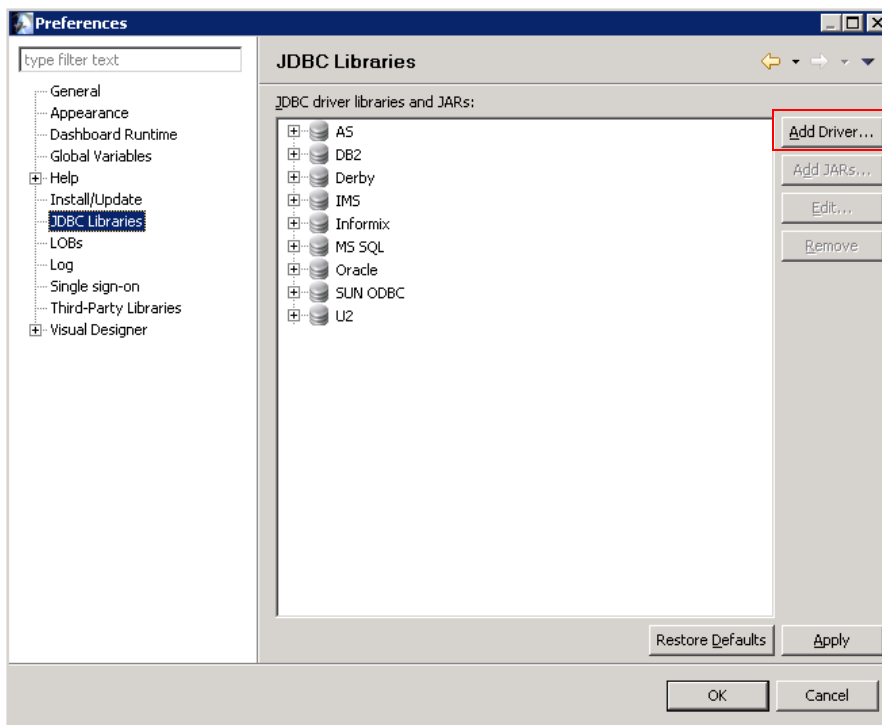 Preferences
type filter text
General
Appearance
Dashboard Runtime
Global Variables
Help
Install/Update
JDBC Libraries
LOBs
Log
Single sign-on
Third-Party Libraries
Visual Designer
JDBC Libraries
JDBC driver libraries and JARs:
AS
DB2
Derby
IMS
Informix
MS SQL
Oracle
SUN ODBC
U2
Add Driver...
Add JARs...
Edit...
Remove
Restore Defaults
Apply
OK
Cancel